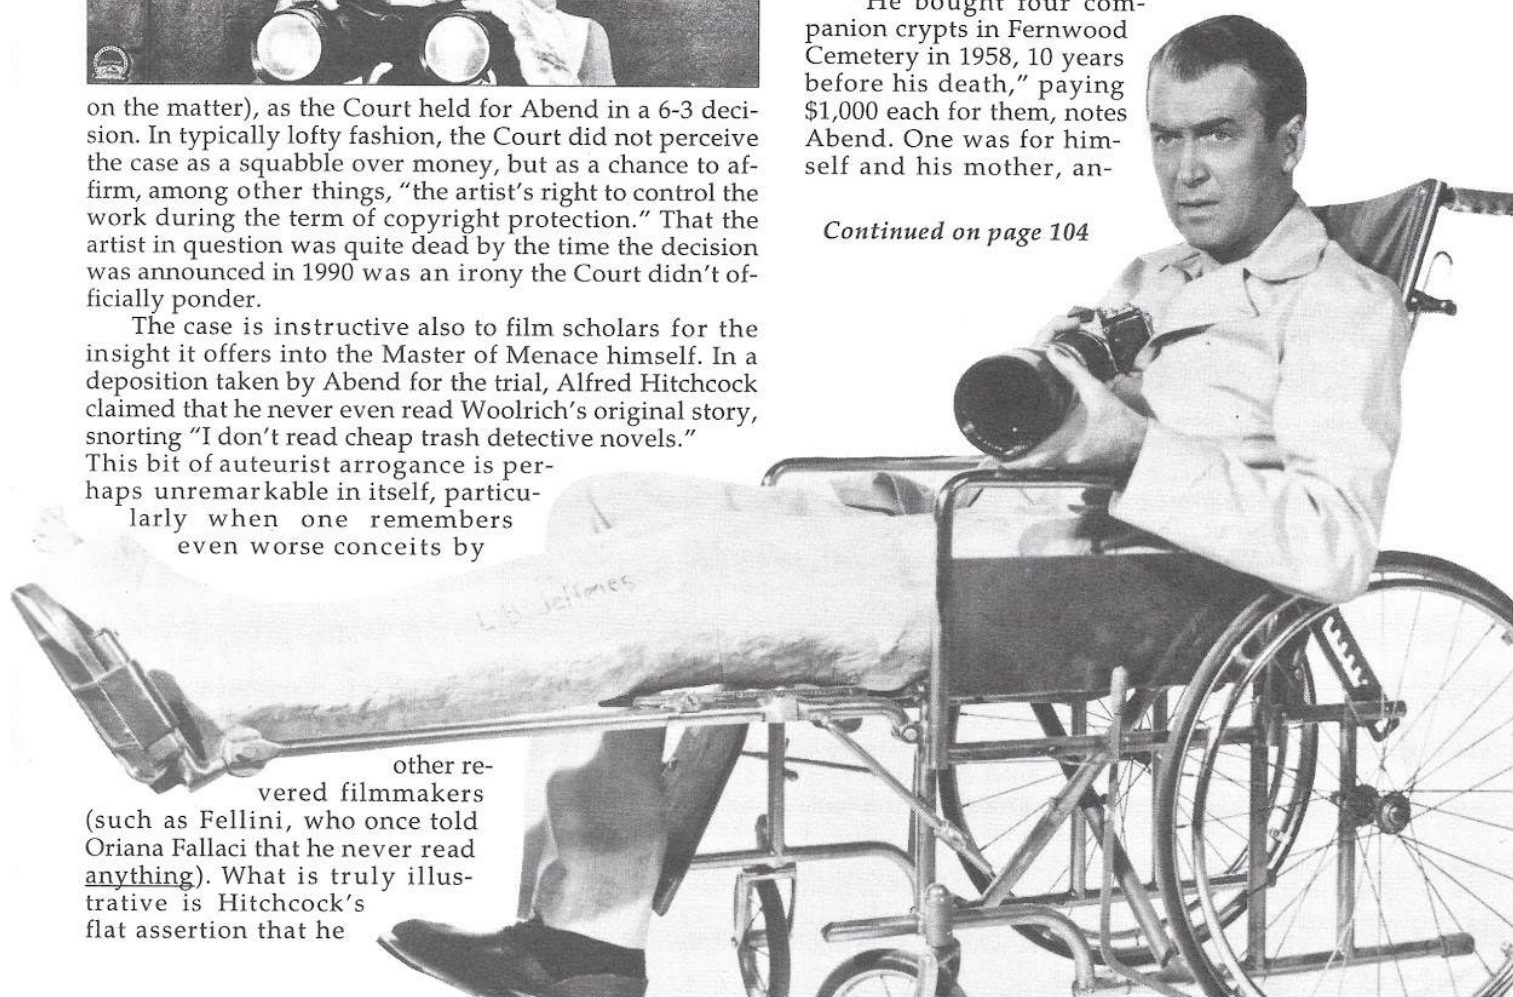 on the matter), as the Court held for Abend in a 6-3 deci-
sion. In typically lofty fashion, the Court did not perceive
the case as a squabble over money, but as a chance to af-
firm, among other things, “the artist’s right to control the
work during the term of copyright protection.” That the
artist in question was quite dead by the time the decision
was announced in 1990 was an irony the Court didn’t of-
ficially ponder.
The case is instructive also to film scholars for the
insight it offers into the Master of Menace himself. In a
deposition taken by Abend for the trial, Alfred Hitchcock
claimed that he never even read Woolrich’s original story,
snorting “I don’t read cheap trash detective novels.”
This bit of auteurist arrogance is per-
haps unremarkable in itself, particu-
larly when one remembers
even worse conceits by
other re-
vered filmmakers
(such as Fellini, who once told
Oriana Fallaci that he never read
anything). What is truly illus-
trative is Hitchcock’s
flat assertion that he
He bought four com-
panion crypts in Fernwood
Cemetery in 1958, 10 years
before his death,” paying
$1,000 each for them, notes
Abend. One was for him-
self and his mother, an-
Continued on page 104
L B Jefferies